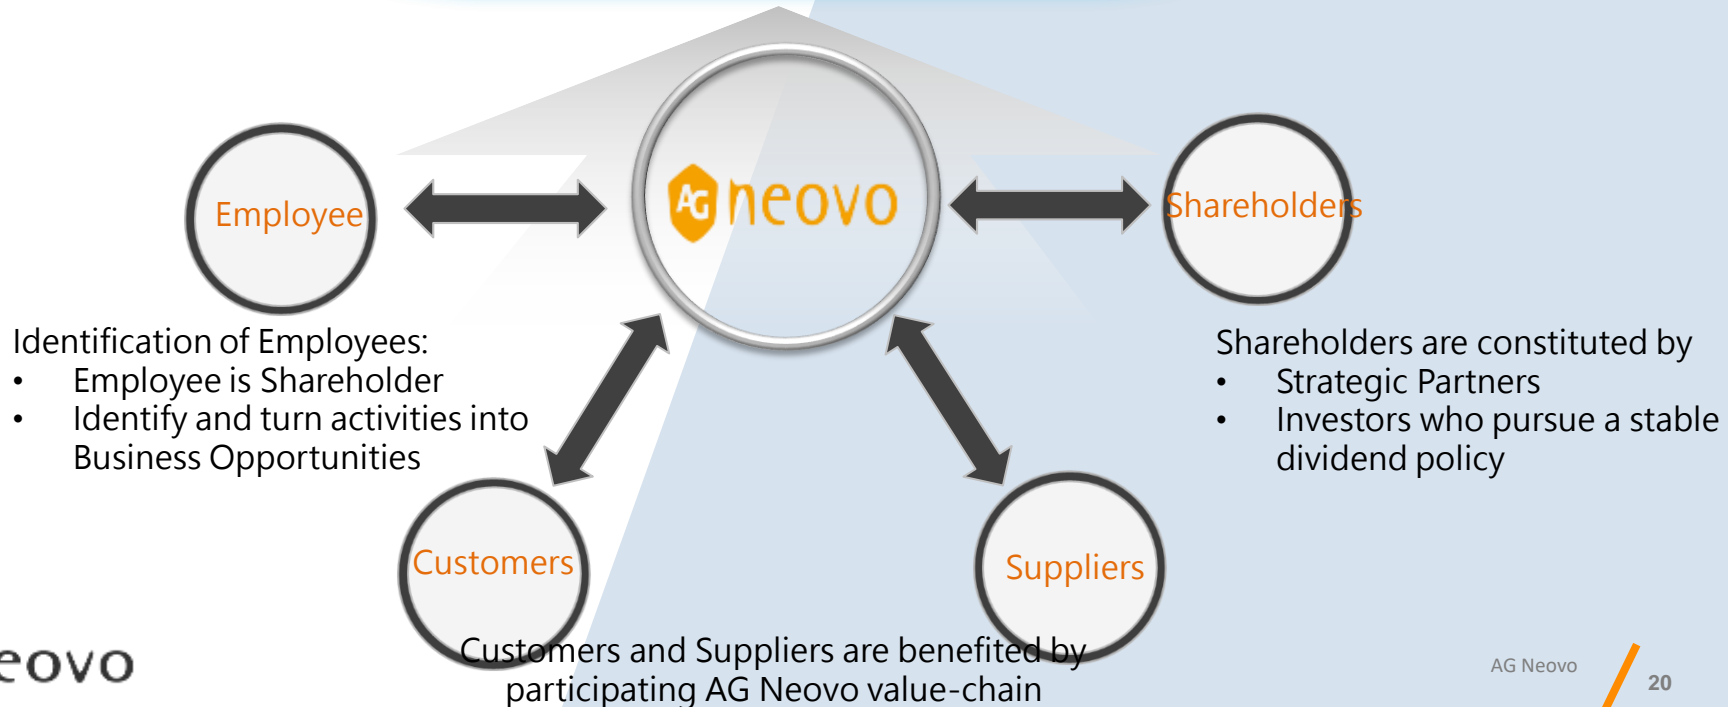 AG neovo
Employee
Shareholders
Identification of Employees:
• Employee is Shareholder
• Identify and turn activities into
Business Opportunities
Shareholders are constituted by
• Strategic Partners
• Investors who pursue a stable
dividend policy
Customers
Suppliers
Customers and Suppliers are benefited by
participating AG Neovo value-chain
eovo
AG Neovo
20